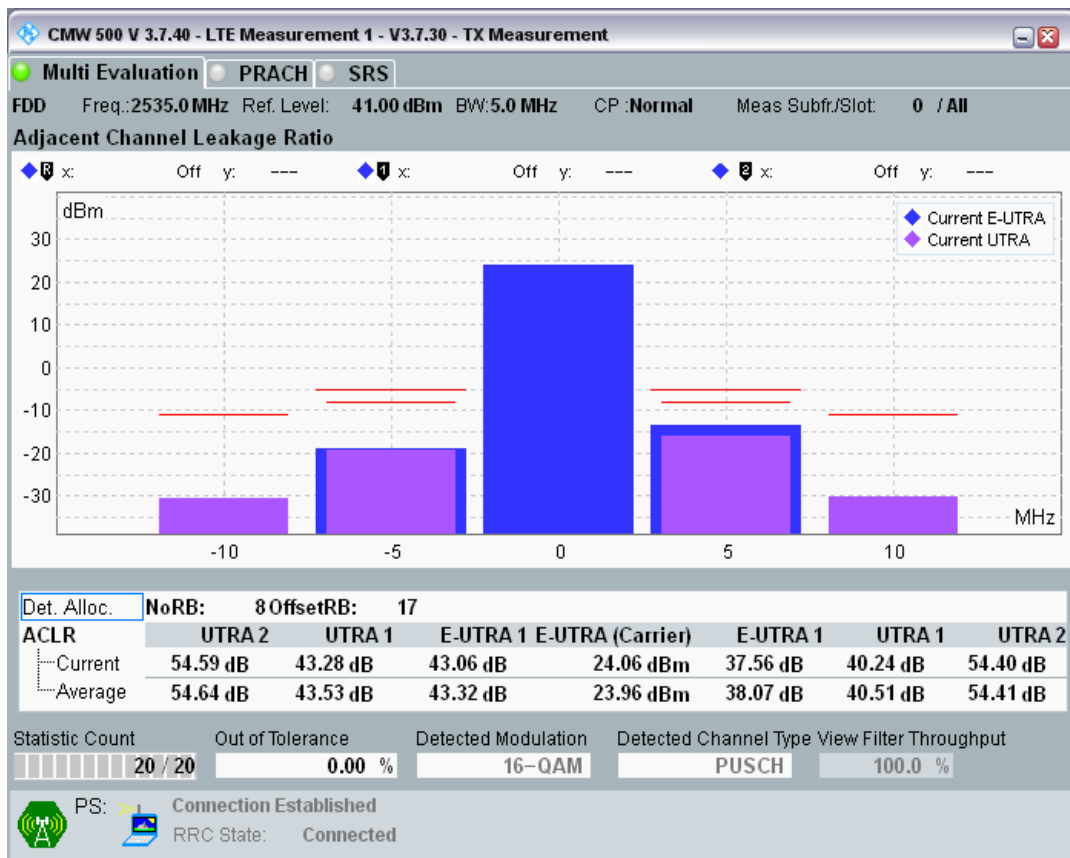 CMW 500 V 3.7.40 - LTE Measurement 1 - V3.7.30 - TX Measurement
Multi Evaluation PRACH SRS
FDD Freq.:2535.0 MHz Ref. Level: 41.00 dBm BW:5.0 MHz CP :Normal Meas Subfr./Slot: 0 / All
Adjacent Channel Leakage Ratio
R x: Off y: --- 1 x: Off y: --- 2 x: Off y: ---
dBm
Current E-UTRA
Current UTRA
30
20
10
0
-10
-20
-30
MHz
-10 -5 0 5 10
Det. Alloc. NoRB: 8 OffsetRB: 17
ACLR UTRA 2 UTRA 1 E-UTRA 1 E-UTRA (Carrier) E-UTRA 1 UTRA 1 UTRA 2
Current 54.59 dB 43.28 dB 43.06 dB 24.06 dBm 37.56 dB 40.24 dB 54.40 dB
Average 54.64 dB 43.53 dB 43.32 dB 23.96 dBm 38.07 dB 40.51 dB 54.41 dB
Statistic Count Out of Tolerance Detected Modulation Detected Channel Type View Filter Throughput
20 / 20 0.00 % 16-QAM PUSCH 100.0 %
PS: Connection Established
RRC State: Connected